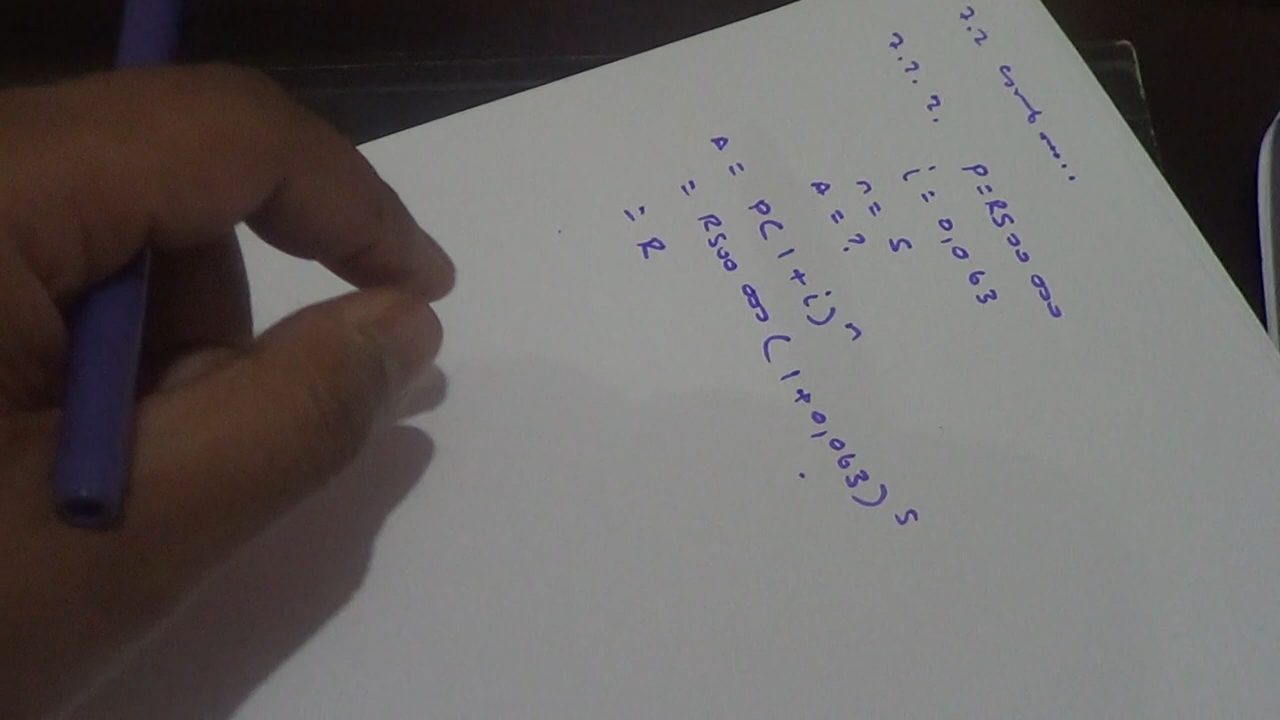 2.2
2.2.2. P=R500 000
i = 0,063
n = 5
A = ?
A = P(1+i)n
= R500 000(1+0,063)5
= R